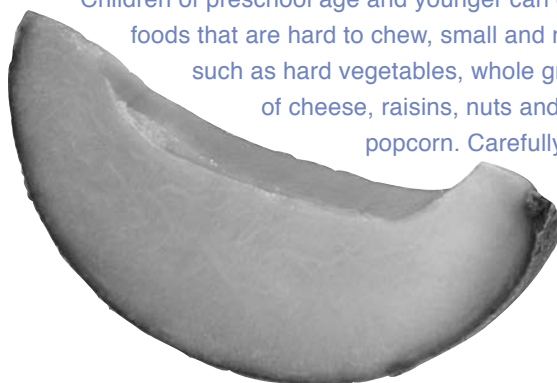 Children of preschool age and younger can
foods that are hard to chew, small and
such as hard vegetables, whole
of cheese, raisins, nuts and
popcorn. Carefully